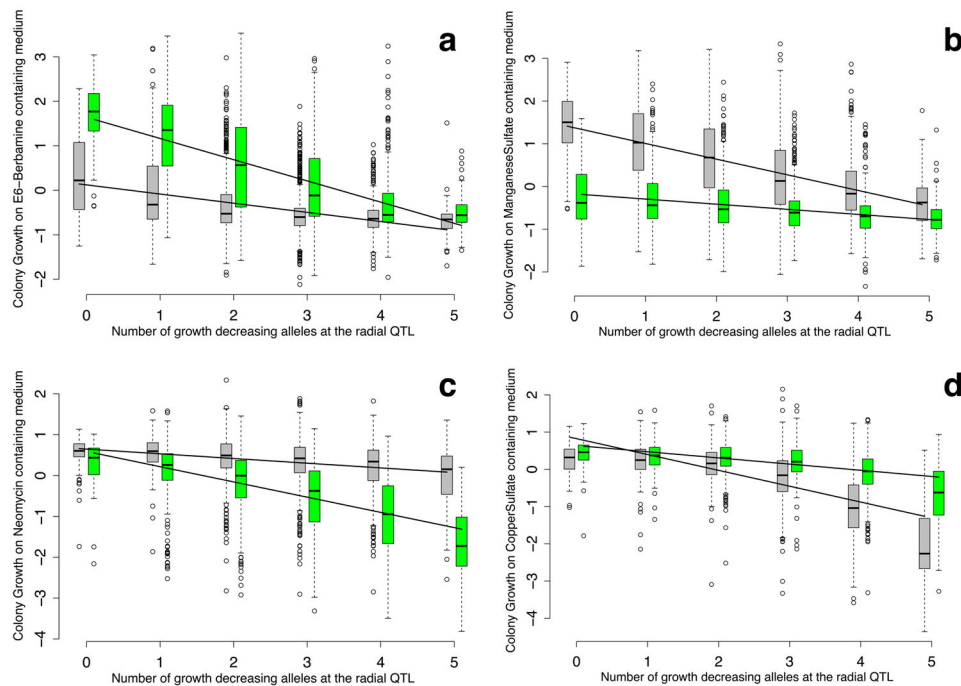 a
Colony Growth on E6−Berbamine containing medium
3
2
1
0
−1
−2
0 1 2 3 4 5
Number of growth decreasing alleles at the radial QTL
b
Colony Growth on ManganeseSulfate containing medium
3
2
1
0
−1
−2
0 1 2 3 4 5
Number of growth decreasing alleles at the radial QTL
c
Colony Growth on Neomycin containing medium
2
1
0
−1
−2
−3
−4
0 1 2 3 4 5
Number of growth decreasing alleles at the radial QTL
d
Colony Growth on CopperSulfate containing medium
2
1
0
−1
−2
−3
−4
0 1 2 3 4 5
Number of growth decreasing alleles at the radial QTL